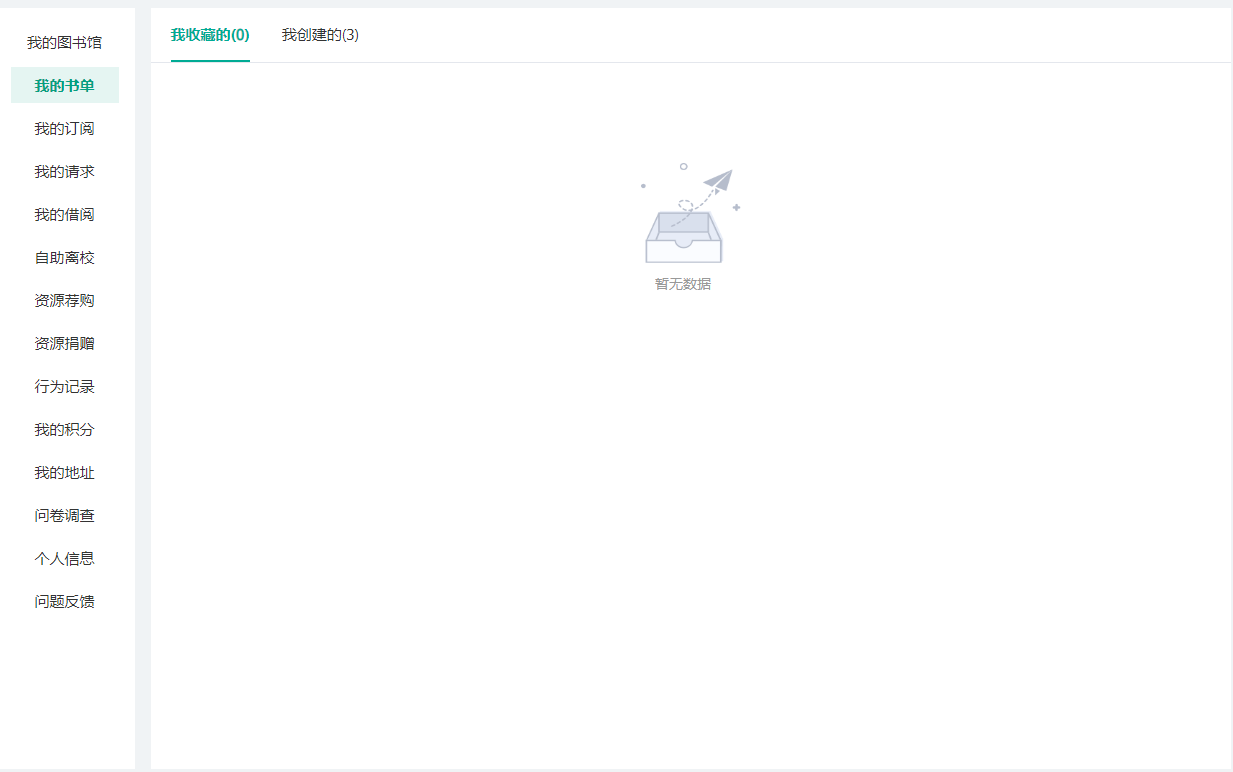 我的图书馆
我的书单
我的订阅
我的请求
我的借阅
自助离校
资源荐购
资源捐赠
行为记录
我的积分
我的地址
问卷调查
个人信息
问题反馈
我收藏的(0) 我创建的(3)
暂无数据